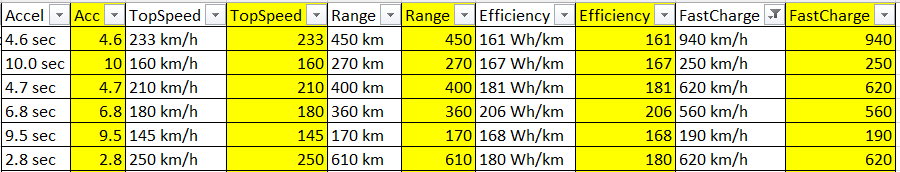 Accel Acc TopSpeed TopSpeed Range Range Efficiency Efficiency FastCharge FastCharge
4.6 sec 4.6 233 km/h 233 450 km 450 161 Wh/km 161 940 km/h 940
10.0 sec 10 160 km/h 160 270 km 270 167 Wh/km 167 250 km/h 250
4.7 sec 4.7 210 km/h 210 400 km 400 181 Wh/km 181 620 km/h 620
6.8 sec 6.8 180 km/h 180 360 km 360 206 Wh/km 206 560 km/h 560
9.5 sec 9.5 145 km/h 145 170 km 170 168 Wh/km 168 190 km/h 190
2.8 sec 2.8 250 km/h 250 610 km 610 180 Wh/km 180 620 km/h 620